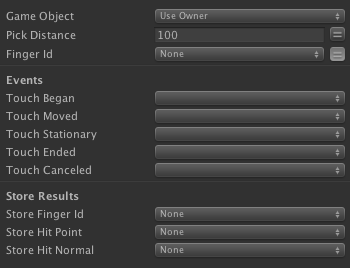 Game Object Use Owner
Pick Distance 100
Finger Id None
Events
Touch Began
Touch Moved
Touch Stationary
Touch Ended
Touch Canceled
Store Results
Store Finger Id None
Store Hit Point None
Store Hit Normal None